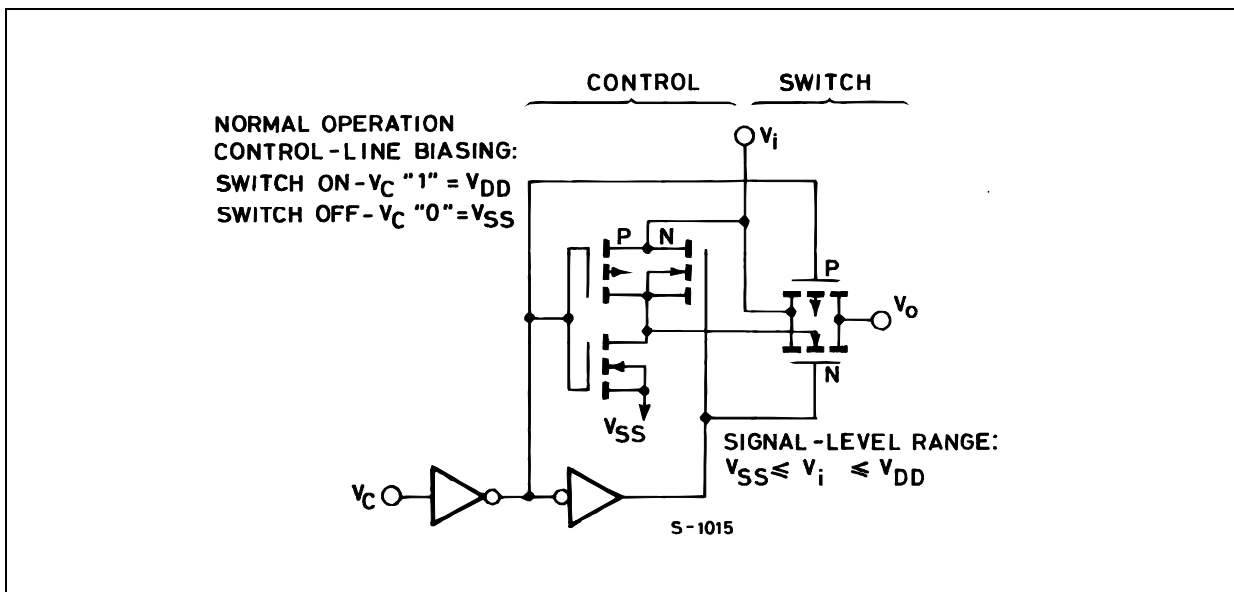 CONTROL
SWITCH
NORMAL OPERATION
CONTROL-LINE BIASING:
SWITCH ON-VC "1" = VDD
SWITCH OFF-VC "0"=VSS
Vi
P N
P
Vo
N
VSS
SIGNAL-LEVEL RANGE:
VSS≤ Vi ≤ VDD
VC
S-1015